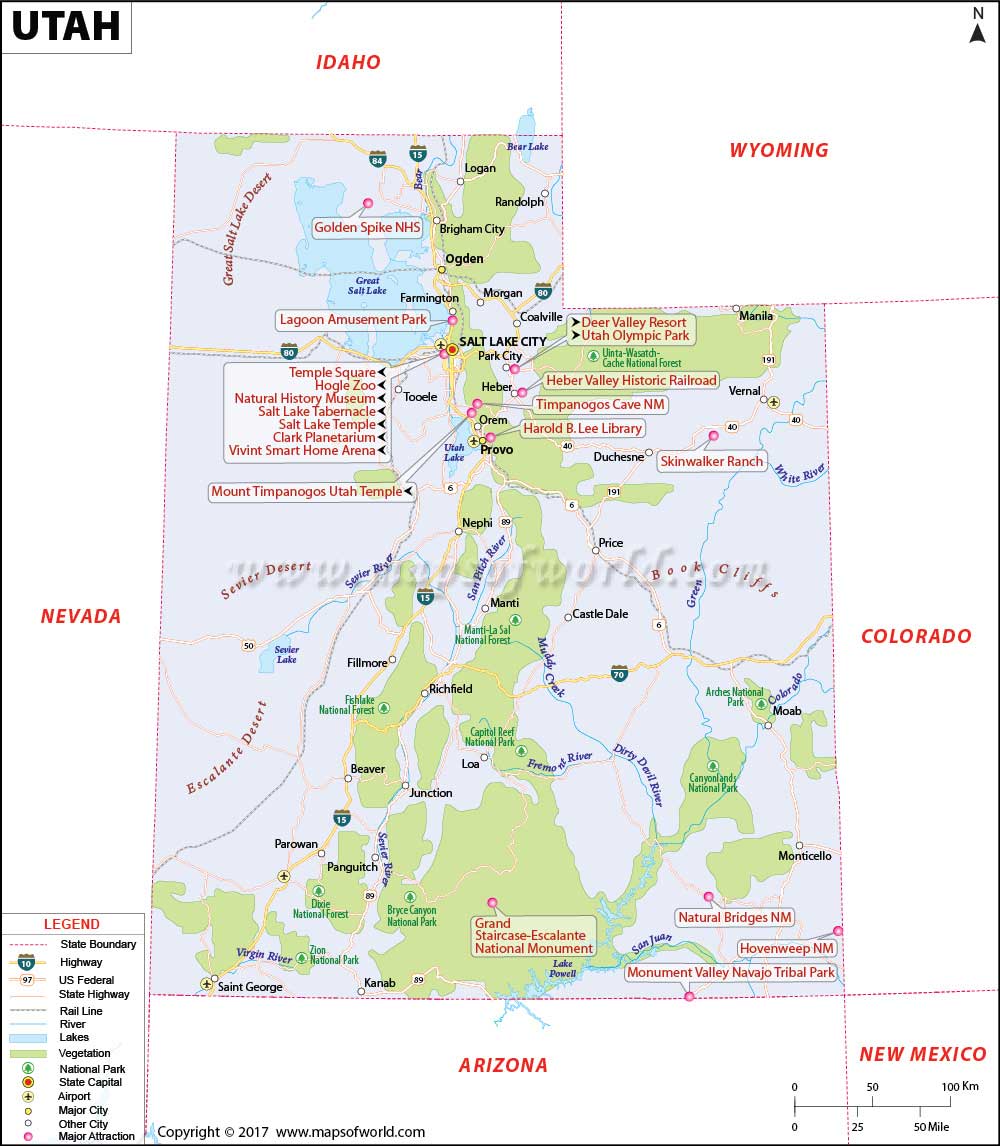 UTAH
N
IDAHO
WYOMING
Bear Lake
84
15
Bear
Logan
Randolph
Great Salt Lake Desert
Golden Spike NHS
Brigham City
Ogden
Great
Salt Lake
Morgan
80
Farmington
Coalville
Manila
Lagoon Amusement Park
Deer Valley Resort
Utah Olympic Park
SALT LAKE CITY
80
Park City
Uinta-Wasatch-
Cache National Forest
191
Temple Square
Hogle Zoo
Natural History Museum
Salt Lake Tabernacle
Salt Lake Temple
Clark Planetarium
Vivint Smart Home Arena
Tooele
Heber
Heber Valley Historic Railroad
Vernal
Timpanogos Cave NM
Orem
Harold B. Lee Library
40
40
40
Utah
Lake
Provo
Duchesne
Skinwalker Ranch
White River
Mount Timpanogos Utah Temple
6
191
6
Nephi
89
San Pitch River
Price
www.mapsofworld.com
Sevier Desert
Sevier River
Book Cliffs
Green
15
Manti
Castle Dale
NEVADA
Manti-La Sal
National Forest
6
COLORADO
50
Sevier
Lake
Muddy Creek
Fillmore
70
Richfield
Fishlake
National Forest
Arches National
Park
Colorado
Moab
Escalante Desert
Capitol Reef
National Park
Loa
Fremont River
Dirty Devil River
Canyonlands
National Park
Beaver
Junction
15
Parowan
Panguitch
Sevier River
Monticello
89
Dixie
National Forest
Bryce Canyon
National Park
Grand
Staircase-Escalante
National Monument
Natural Bridges NM
Hovenweep NM
San Juan
Virgin River
Zion
National Park
Lake
Powell
Monument Valley Navajo Tribal Park
Saint George
Kanab
89
ARIZONA
NEW MEXICO
LEGEND
State Boundary
10
Highway
97
US Federal
State Highway
Rail Line
River
Lakes
Vegetation
National Park
State Capital
Airport
Major City
Other City
Major Attraction
0
50
100 Km
0
25
50 Mile
Copyright © 2017 www.mapsofworld.com